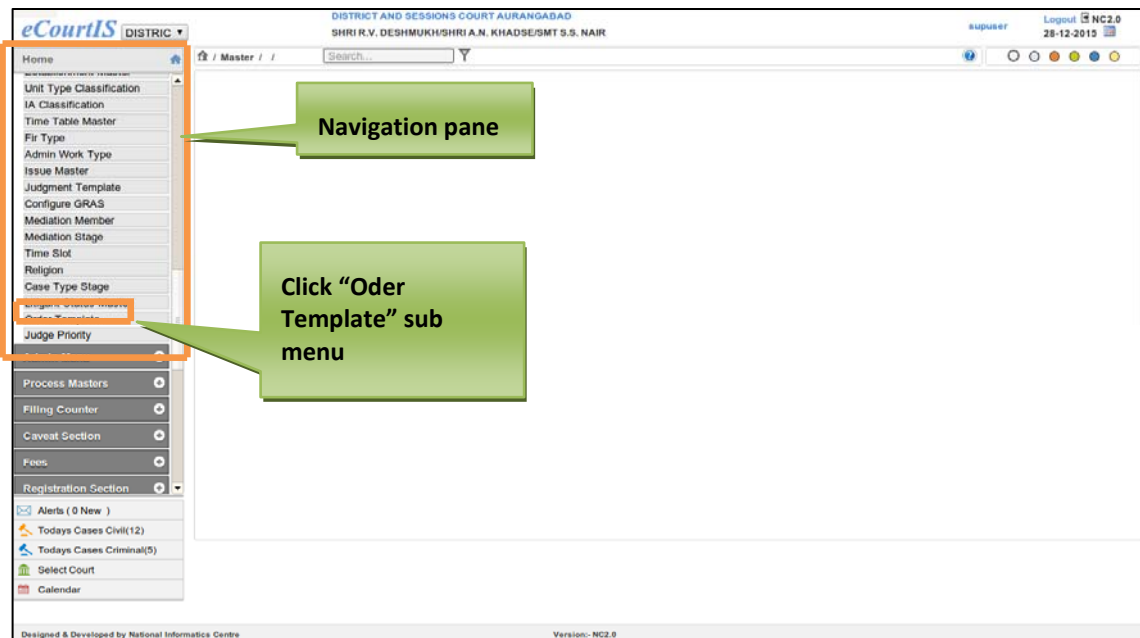 eCourtIS DISTRIC
DISTRICT AND SESSIONS COURT AURANGABAD
SHRI R.V. DESHMUKH/SHRI A.N. KHADSE/SMT S.S. NAIR
supuser
Logout NC2.0
28-12-2015
Home
/ Master / /
Search...
Unit Type Classification
IA Classification
Time Table Master
Fir Type
Admin Work Type
Issue Master
Judgment Template
Configure GRAS
Mediation Member
Mediation Stage
Time Slot
Religion
Case Type Stage
Judge Priority
Process Masters
Filing Counter
Caveat Section
Fees
Registration Section
Alerts ( 0 New )
Todays Cases Civil(12)
Todays Cases Criminal(5)
Select Court
Calendar
Navigation pane
Click “Oder
Template” sub
menu
Designed & Developed by National Informatics Centre
Version:- NC2.0